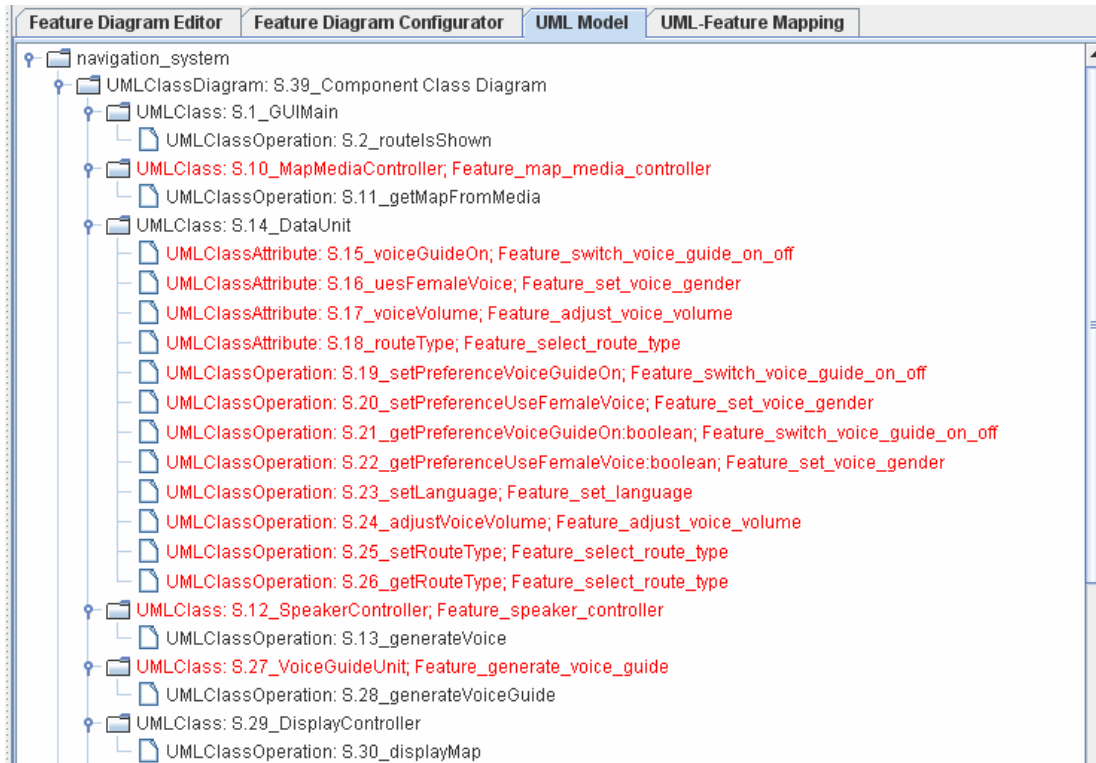 Feature Diagram Editor Feature Diagram Configurator UML Model UML-Feature Mapping
navigation_system
UMLClassDiagram: S.39_Component Class Diagram
UMLClass: S.1_GUIMain
UMLClassOperation: S.2_routeIsShown
UMLClass: S.10_MapMediaController; Feature_map_media_controller
UMLClassOperation: S.11_getMapFromMedia
UMLClass: S.14_DataUnit
UMLClassAttribute: S.15_voiceGuideOn; Feature_switch_voice_guide_on_off
UMLClassAttribute: S.16_uesFemaleVoice; Feature_set_voice_gender
UMLClassAttribute: S.17_voiceVolume; Feature_adjust_voice_volume
UMLClassAttribute: S.18_routeType; Feature_select_route_type
UMLClassOperation: S.19_setPreferenceVoiceGuideOn; Feature_switch_voice_guide_on_off
UMLClassOperation: S.20_setPreferenceUseFemaleVoice; Feature_set_voice_gender
UMLClassOperation: S.21_getPreferenceVoiceGuideOn:boolean; Feature_switch_voice_guide_on_off
UMLClassOperation: S.22_getPreferenceUseFemaleVoice:boolean; Feature_set_voice_gender
UMLClassOperation: S.23_setLanguage; Feature_set_language
UMLClassOperation: S.24_adjustVoiceVolume; Feature_adjust_voice_volume
UMLClassOperation: S.25_setRouteType; Feature_select_route_type
UMLClassOperation: S.26_getRouteType; Feature_select_route_type
UMLClass: S.12_SpeakerController; Feature_speaker_controller
UMLClassOperation: S.13_generateVoice
UMLClass: S.27_VoiceGuideUnit; Feature_generate_voice_guide
UMLClassOperation: S.28_generateVoiceGuide
UMLClass: S.29_DisplayController
UMLClassOperation: S.30_displayMap